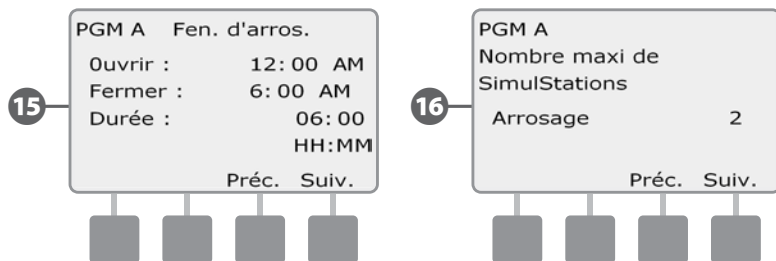 15
PGM A Fen. d'arros.
0uvrir : 12:00 AM
Fermer : 6:00 AM
Durée : 06:00
HH:MM
Préc. Suiv.
16
PGM A
Nombre maxi de
SimulStations
Arrosage 2
Préc. Suiv.